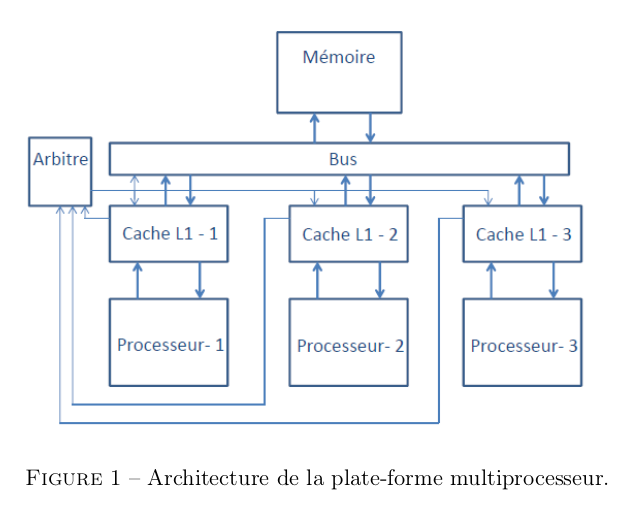 Mémoire
Arbitre
Bus
Cache L1 - 1
Cache L1 - 2
Cache L1 - 3
Processeur- 1
Processeur- 2
Processeur- 3
FIGURE 1 – Architecture de la plate-forme multiprocesseur.